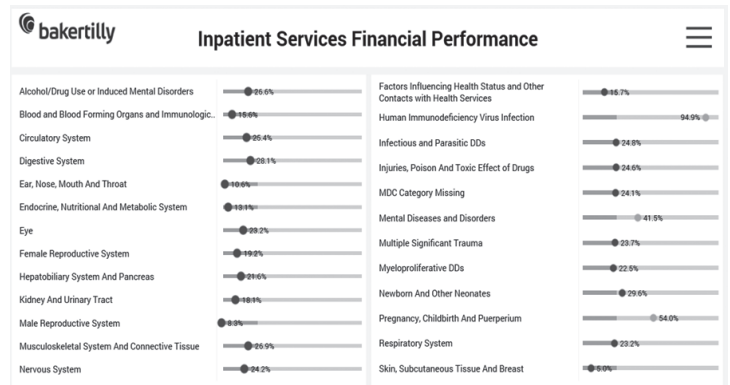 bakertilly
Inpatient Services Financial Performance
Alcohol/Drug Use or Induced Mental Disorders 26.6%
Blood and Blood Forming Organs and Immunologic.. 15.6%
Circulatory System 25.4%
Digestive System 28.1%
Ear, Nose, Mouth And Throat 10.6%
Endocrine, Nutritional And Metabolic System 13.1%
Eye 23.2%
Female Reproductive System 19.2%
Hepatobiliary System And Pancreas 21.6%
Kidney And Urinary Tract 18.1%
Male Reproductive System 8.3%
Musculoskeletal System And Connective Tissue 26.9%
Nervous System 24.2%
Factors Influencing Health Status and Other
Contacts with Health Services 15.7%
Human Immunodeficiency Virus Infection 94.9%
Infectious and Parasitic DDs 24.8%
Injuries, Poison And Toxic Effect of Drugs 24.6%
MDC Category Missing 24.1%
Mental Diseases and Disorders 41.5%
Multiple Significant Trauma 23.7%
Myeloproliferative DDs 22.5%
Newborn And Other Neonates 29.6%
Pregnancy, Childbirth And Puerperium 54.0%
Respiratory System 23.2%
Skin, Subcutaneous Tissue And Breast 5.0%